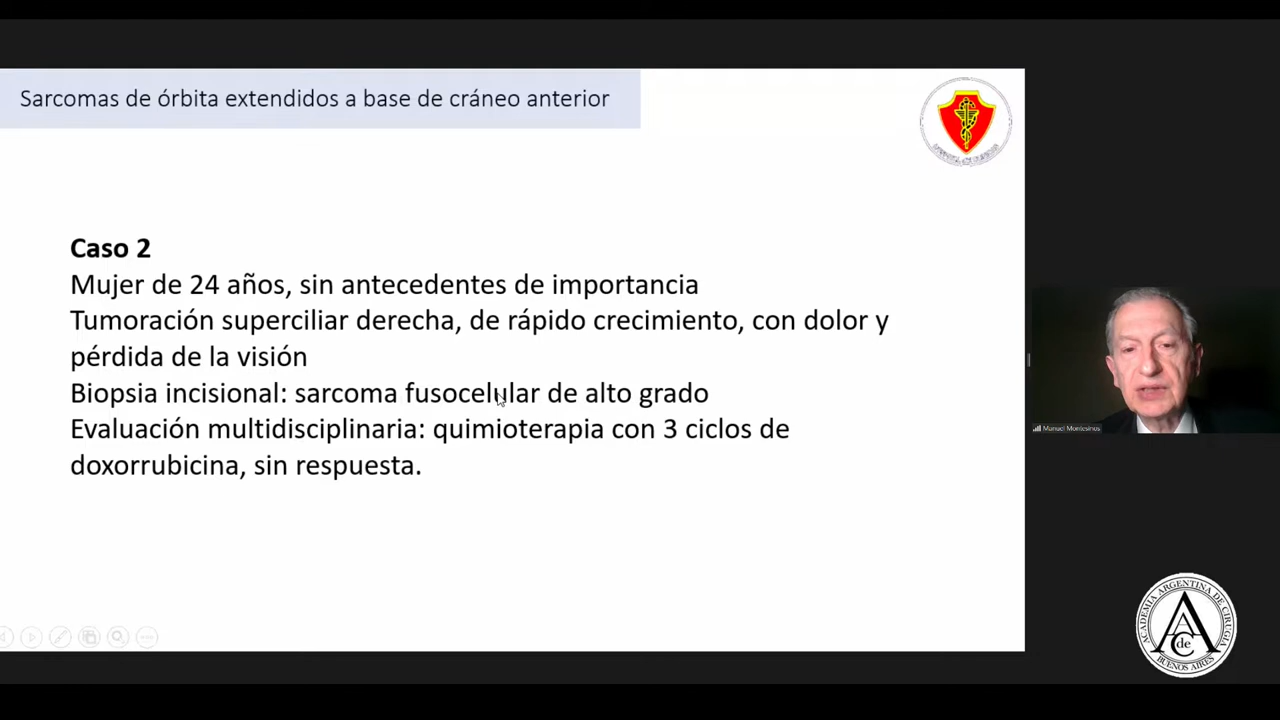 Sarcomas de órbita extendidos a base de cráneo anterior
Caso 2
Mujer de 24 años, sin antecedentes de importancia
Tumoración superciliar derecha, de rápido crecimiento, con dolor y
pérdida de la visión
Biopsia incisional: sarcoma fusocelular de alto grado
Evaluación multidisciplinaria: quimioterapia con 3 ciclos de
doxorrubicina, sin respuesta.
Manuel Montesinos
ACADEMIA ARGENTINA DE CIRUGÍA
A
de
C
BUENOS AIRES